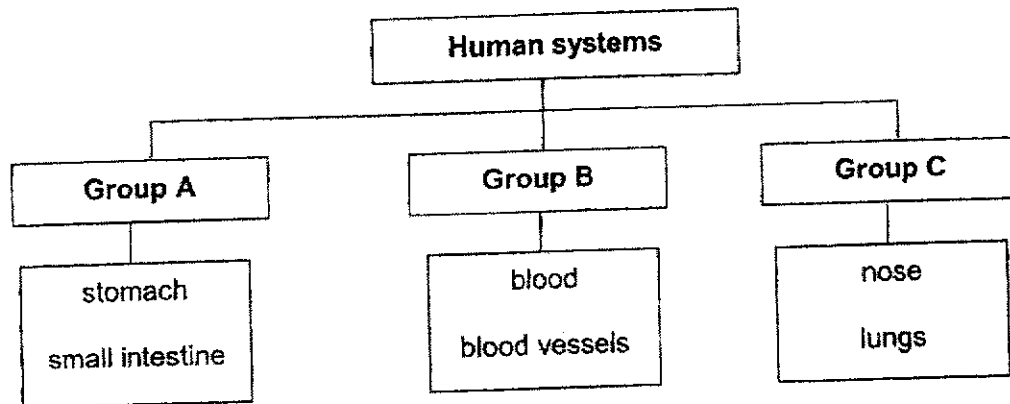 Human systems
Group A
Group B
Group C
stomach
small intestine
blood
blood vessels
nose
lungs